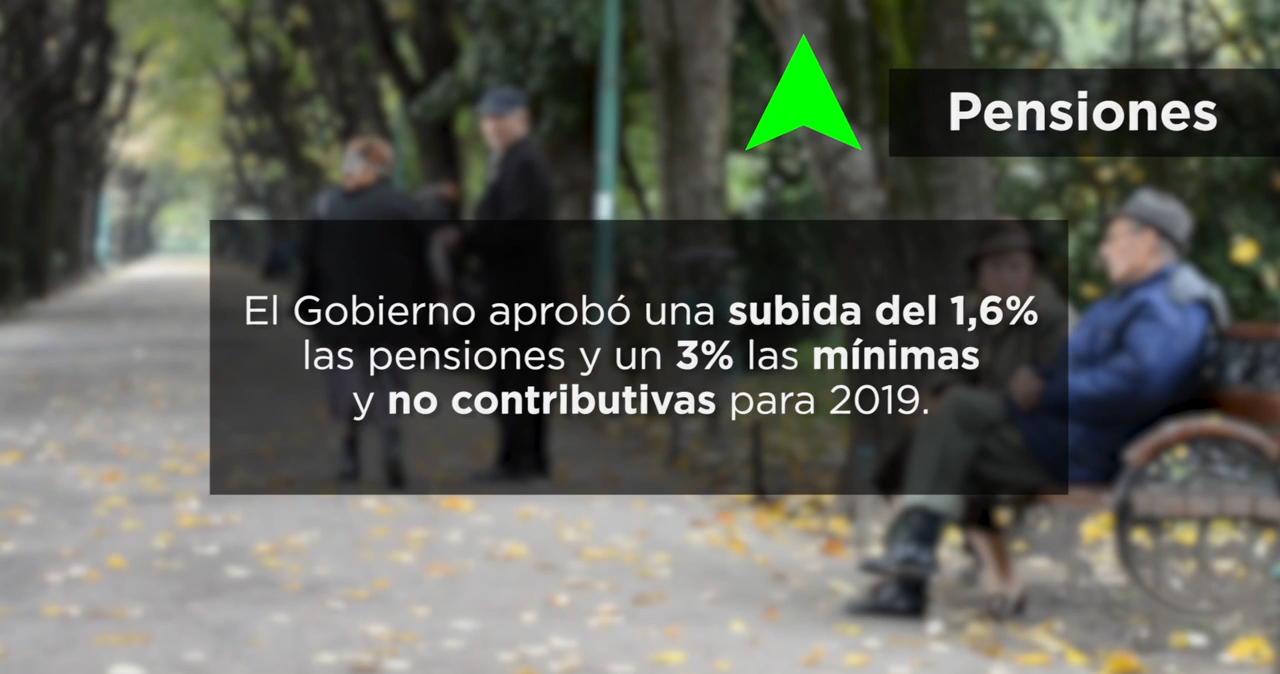 Pensiones
El Gobierno aprobó una subida del 1,6%
las pensiones y un 3% las mínimas
y no contributivas para 2019.